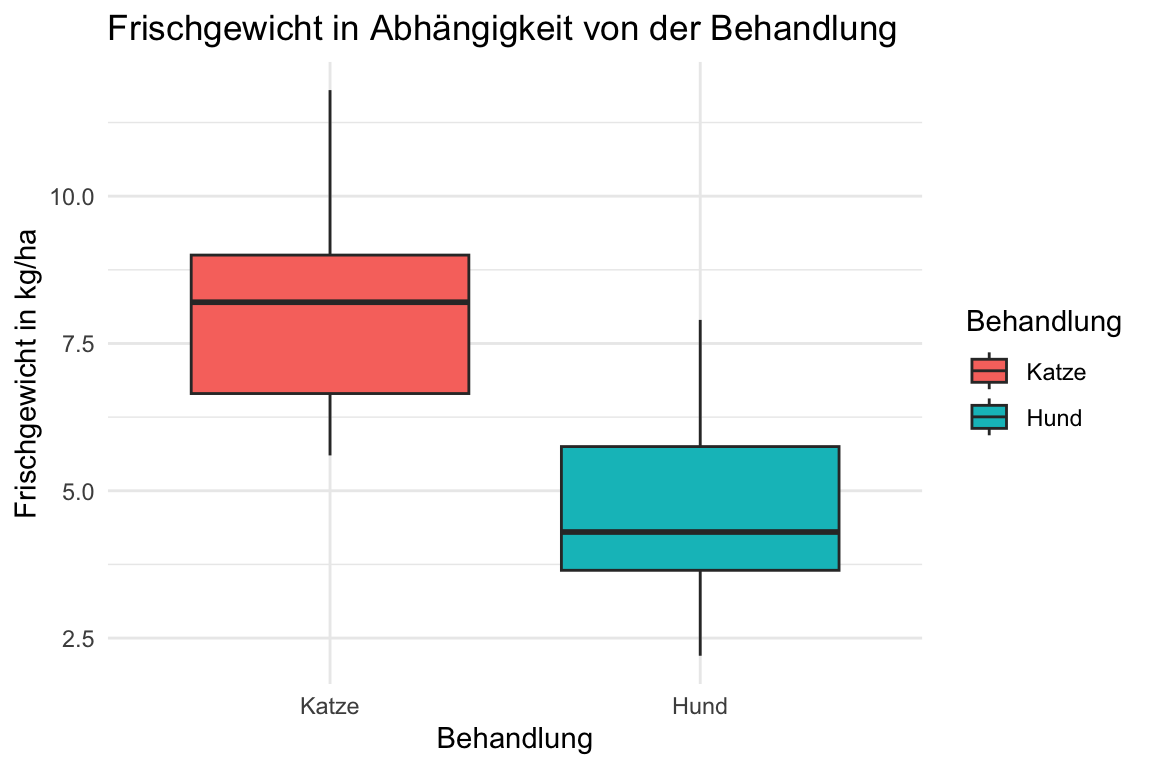 Frischgewicht in Abhängigkeit von der Behandlung
Frischgewicht in kg/ha
10.0
7.5
5.0
2.5
Katze
Hund
Behandlung
Behandlung
Katze
Hund